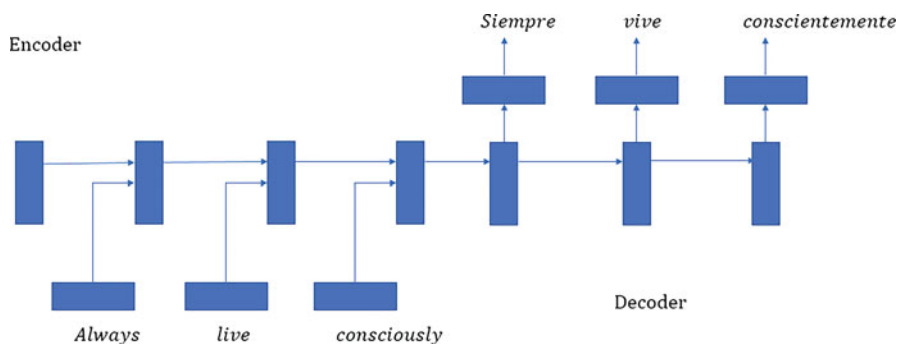 Siempre vive conscientemente
Encoder
Decoder
Always live consciously